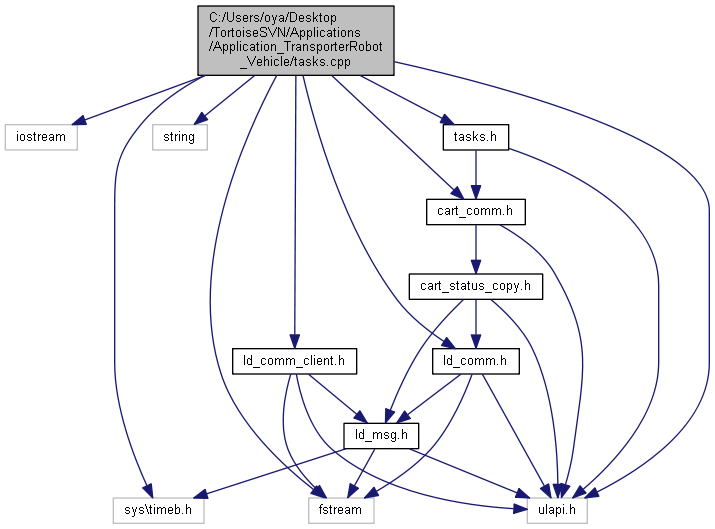 C:/Users/oya/Desktop
/TortoiseSVN/Applications
/Application_TransporterRobot
_Vehicle/tasks.cpp
iostream
string
tasks.h
cart_comm.h
cart_status_copy.h
ld_comm_client.h
ld_comm.h
ld_msg.h
sys\timeb.h
fstream
ulapi.h